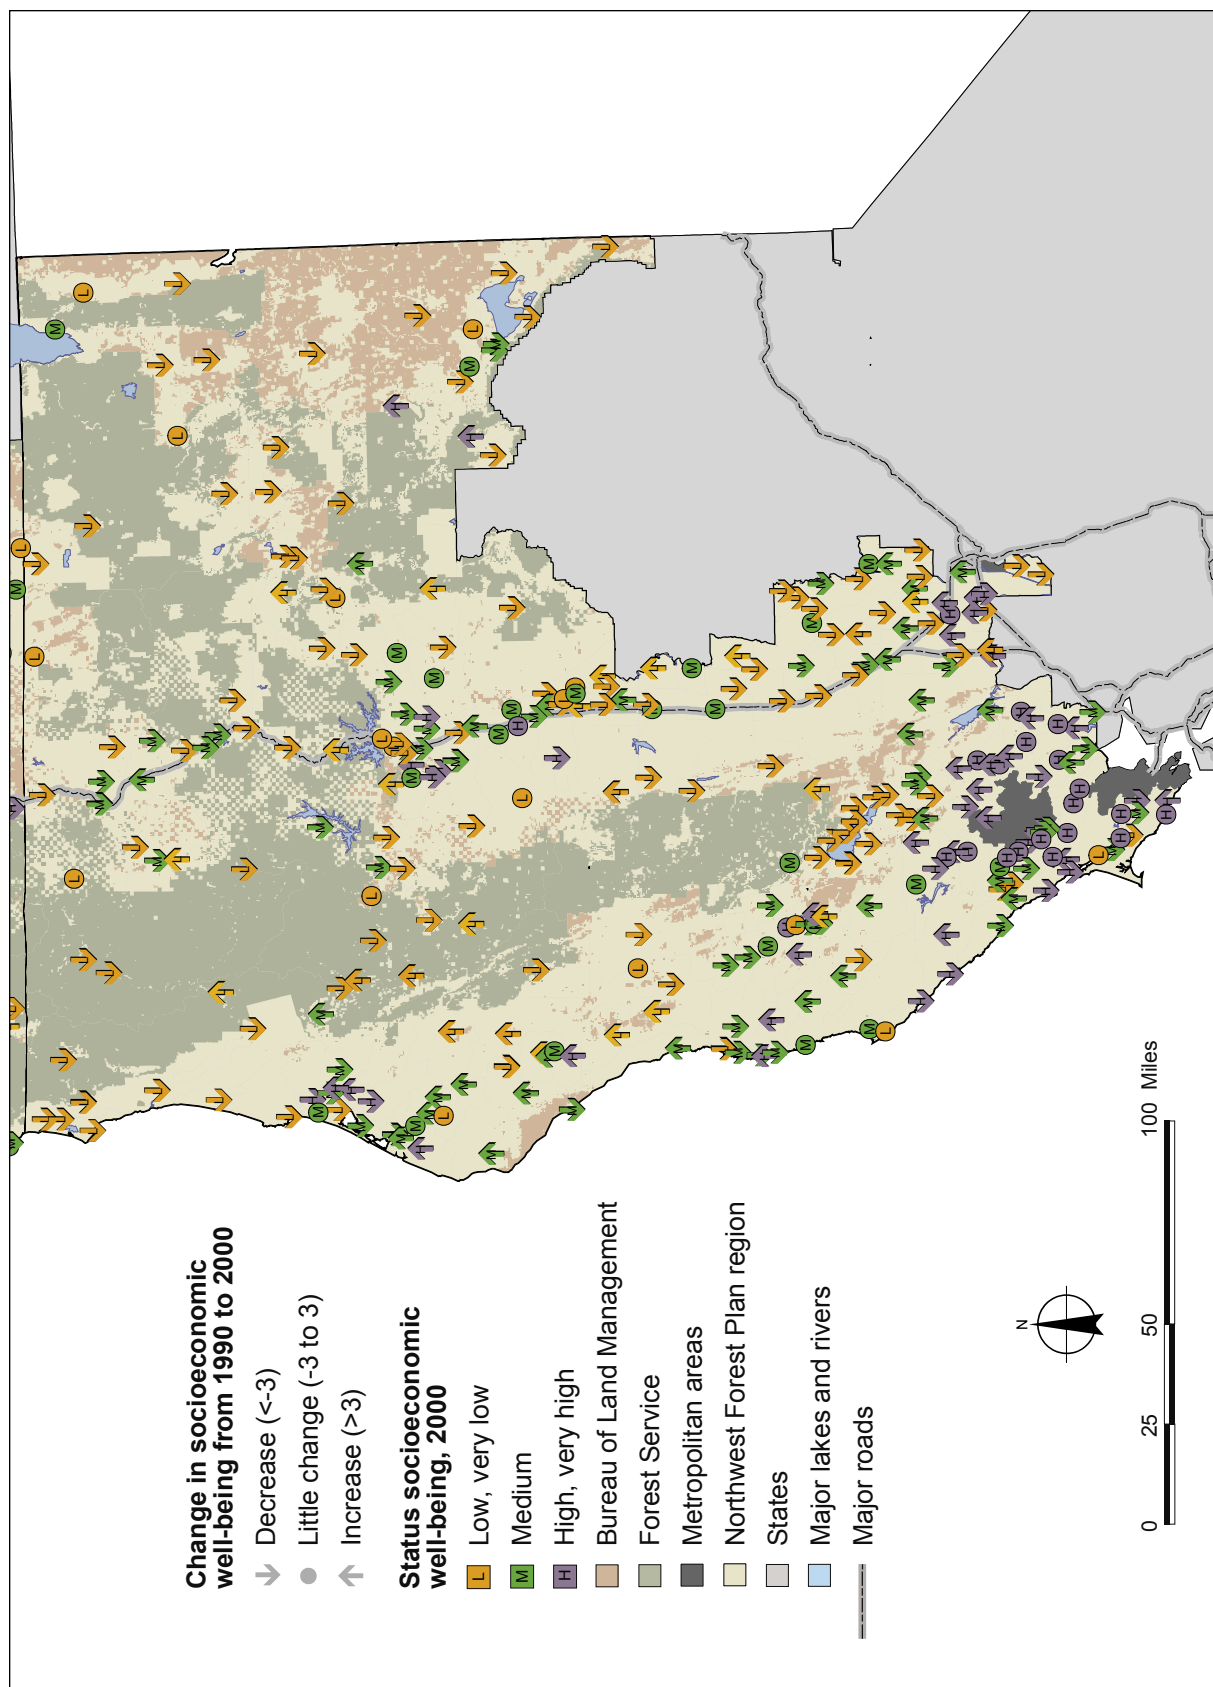 Change in socioeconomic
well-being from 1990 to 2000
Decrease (<-3)
Little change (-3 to 3)
Increase (>3)
Status socioeconomic
well-being, 2000
L Low, very low
M Medium
H High, very high
Bureau of Land Management
Forest Service
Metropolitan areas
Northwest Forest Plan region
States
Major lakes and rivers
Major roads
N
0 25 50 100 Miles